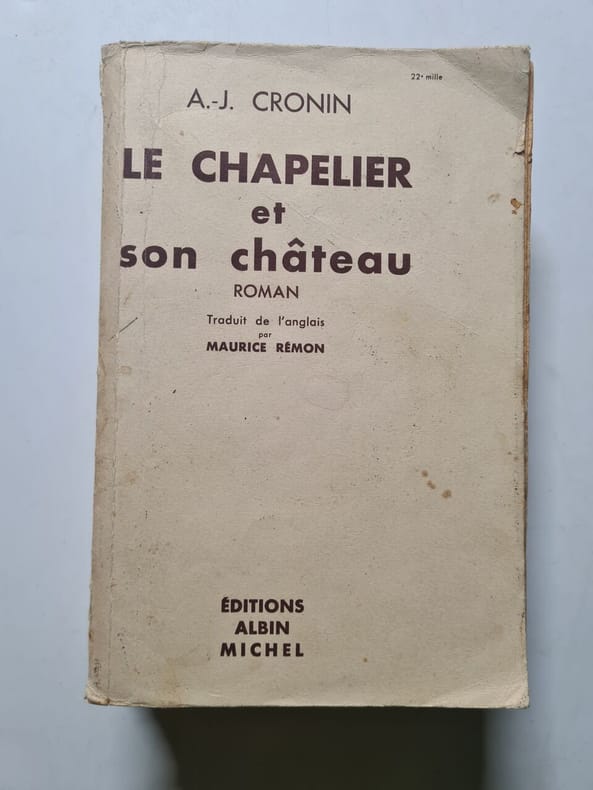 22e mille
A.-J. CRONIN
LE CHAPELIER
et
son château
ROMAN
Traduit de l'anglais
par
MAURICE RÉMON
ÉDITIONS
ALBIN
MICHEL